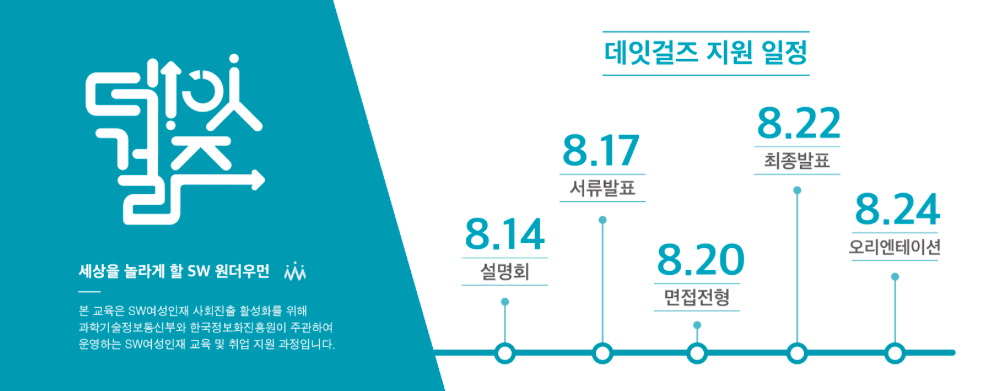 데잇
걸즈
세상을 놀라게 할 SW 원더우먼
본 교육은 SW여성인재 사회진출 활성화를 위해
과학기술정보통신부와 한국정보화진흥원이 주관하여
운영하는 SW여성인재 교육 및 취업 지원 과정입니다.
데잇걸즈 지원 일정
8.14
설명회
8.17
서류발표
8.20
면접전형
8.22
최종발표
8.24
오리엔테이션